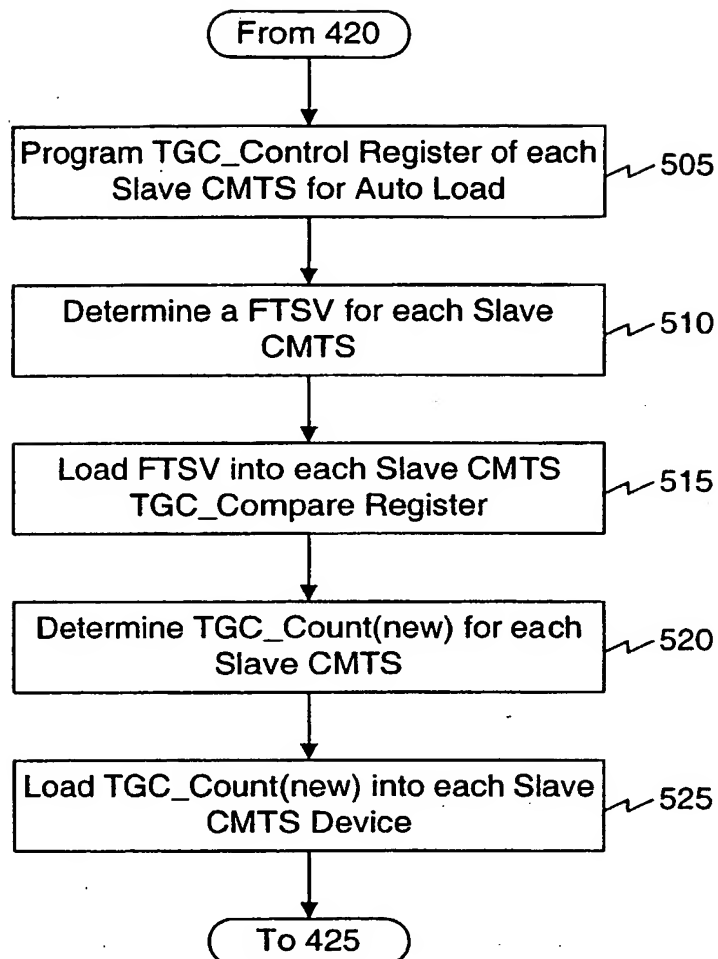 From 420
Program TGC_Control Register of each
Slave CMTS for Auto Load
505
Determine a FTSV for each Slave
CMTS
510
Load FTSV into each Slave CMTS
TGC_Compare Register
515
Determine TGC_Count(new) for each
Slave CMTS
520
Load TGC_Count(new) into each Slave
CMTS Device
525
To 425